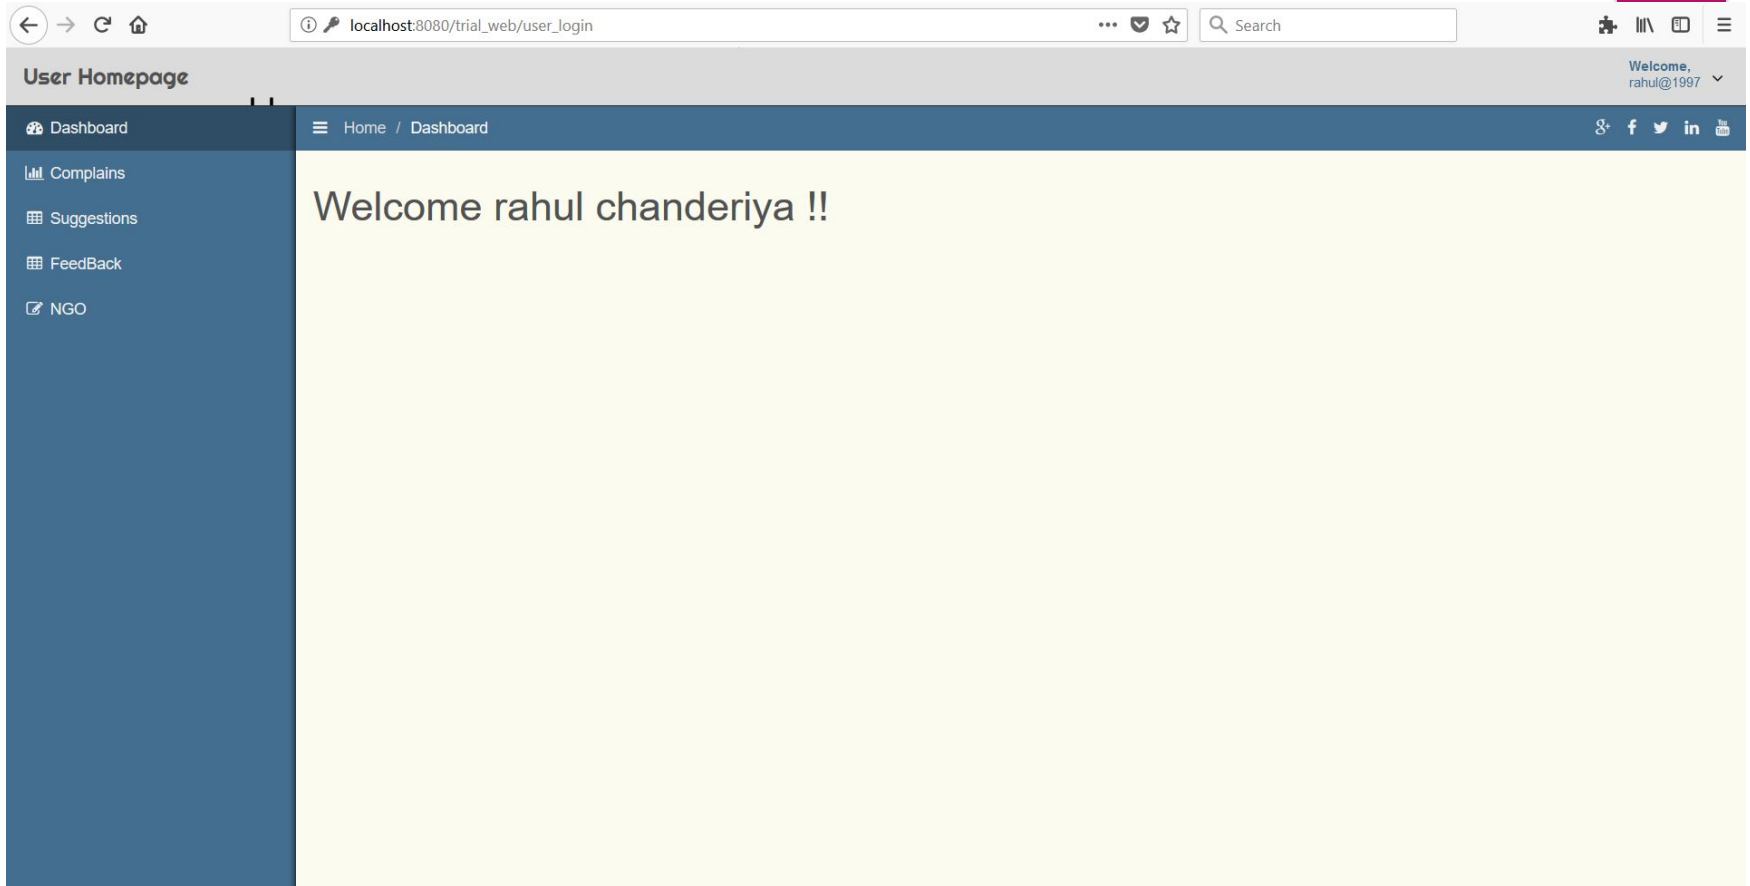 localhost:8080/trial_web/user_login
Search
User Homepage
Welcome,
rahul@1997
Dashboard
Home / Dashboard
Complains
Welcome rahul chanderiya !!
Suggestions
FeedBack
NGO